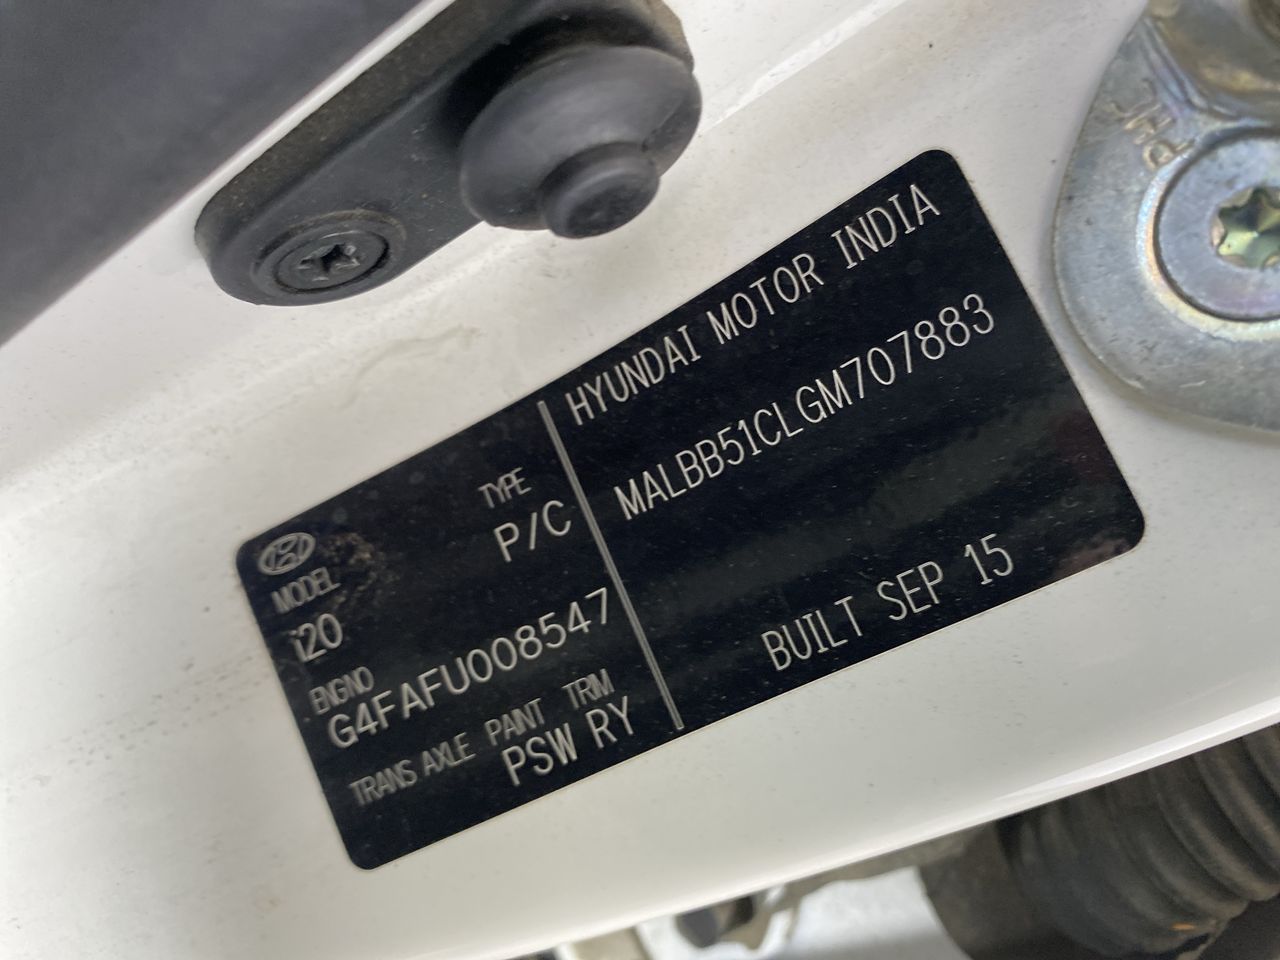 HYUNDAI MOTOR INDIA
MALBB51CLGM707883
BUILT SEP 15
TYPE
P/C
MODEL
i20
ENGNO
G4FAFU008547
TRANS AXLE PAINT TRIM
PSW RY